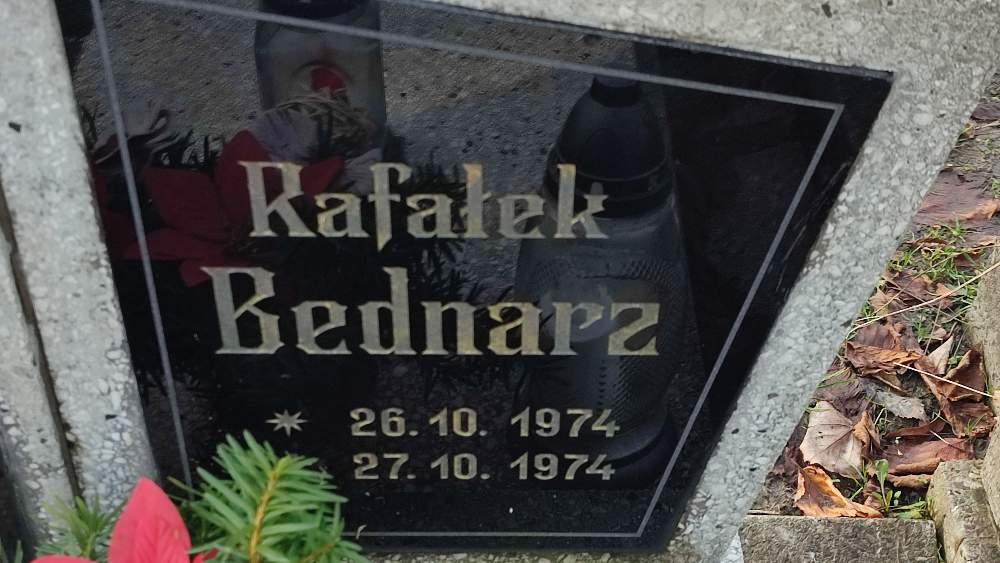 Rafałek
Bednarz
* 26. 10. 1974
27. 10. 1974